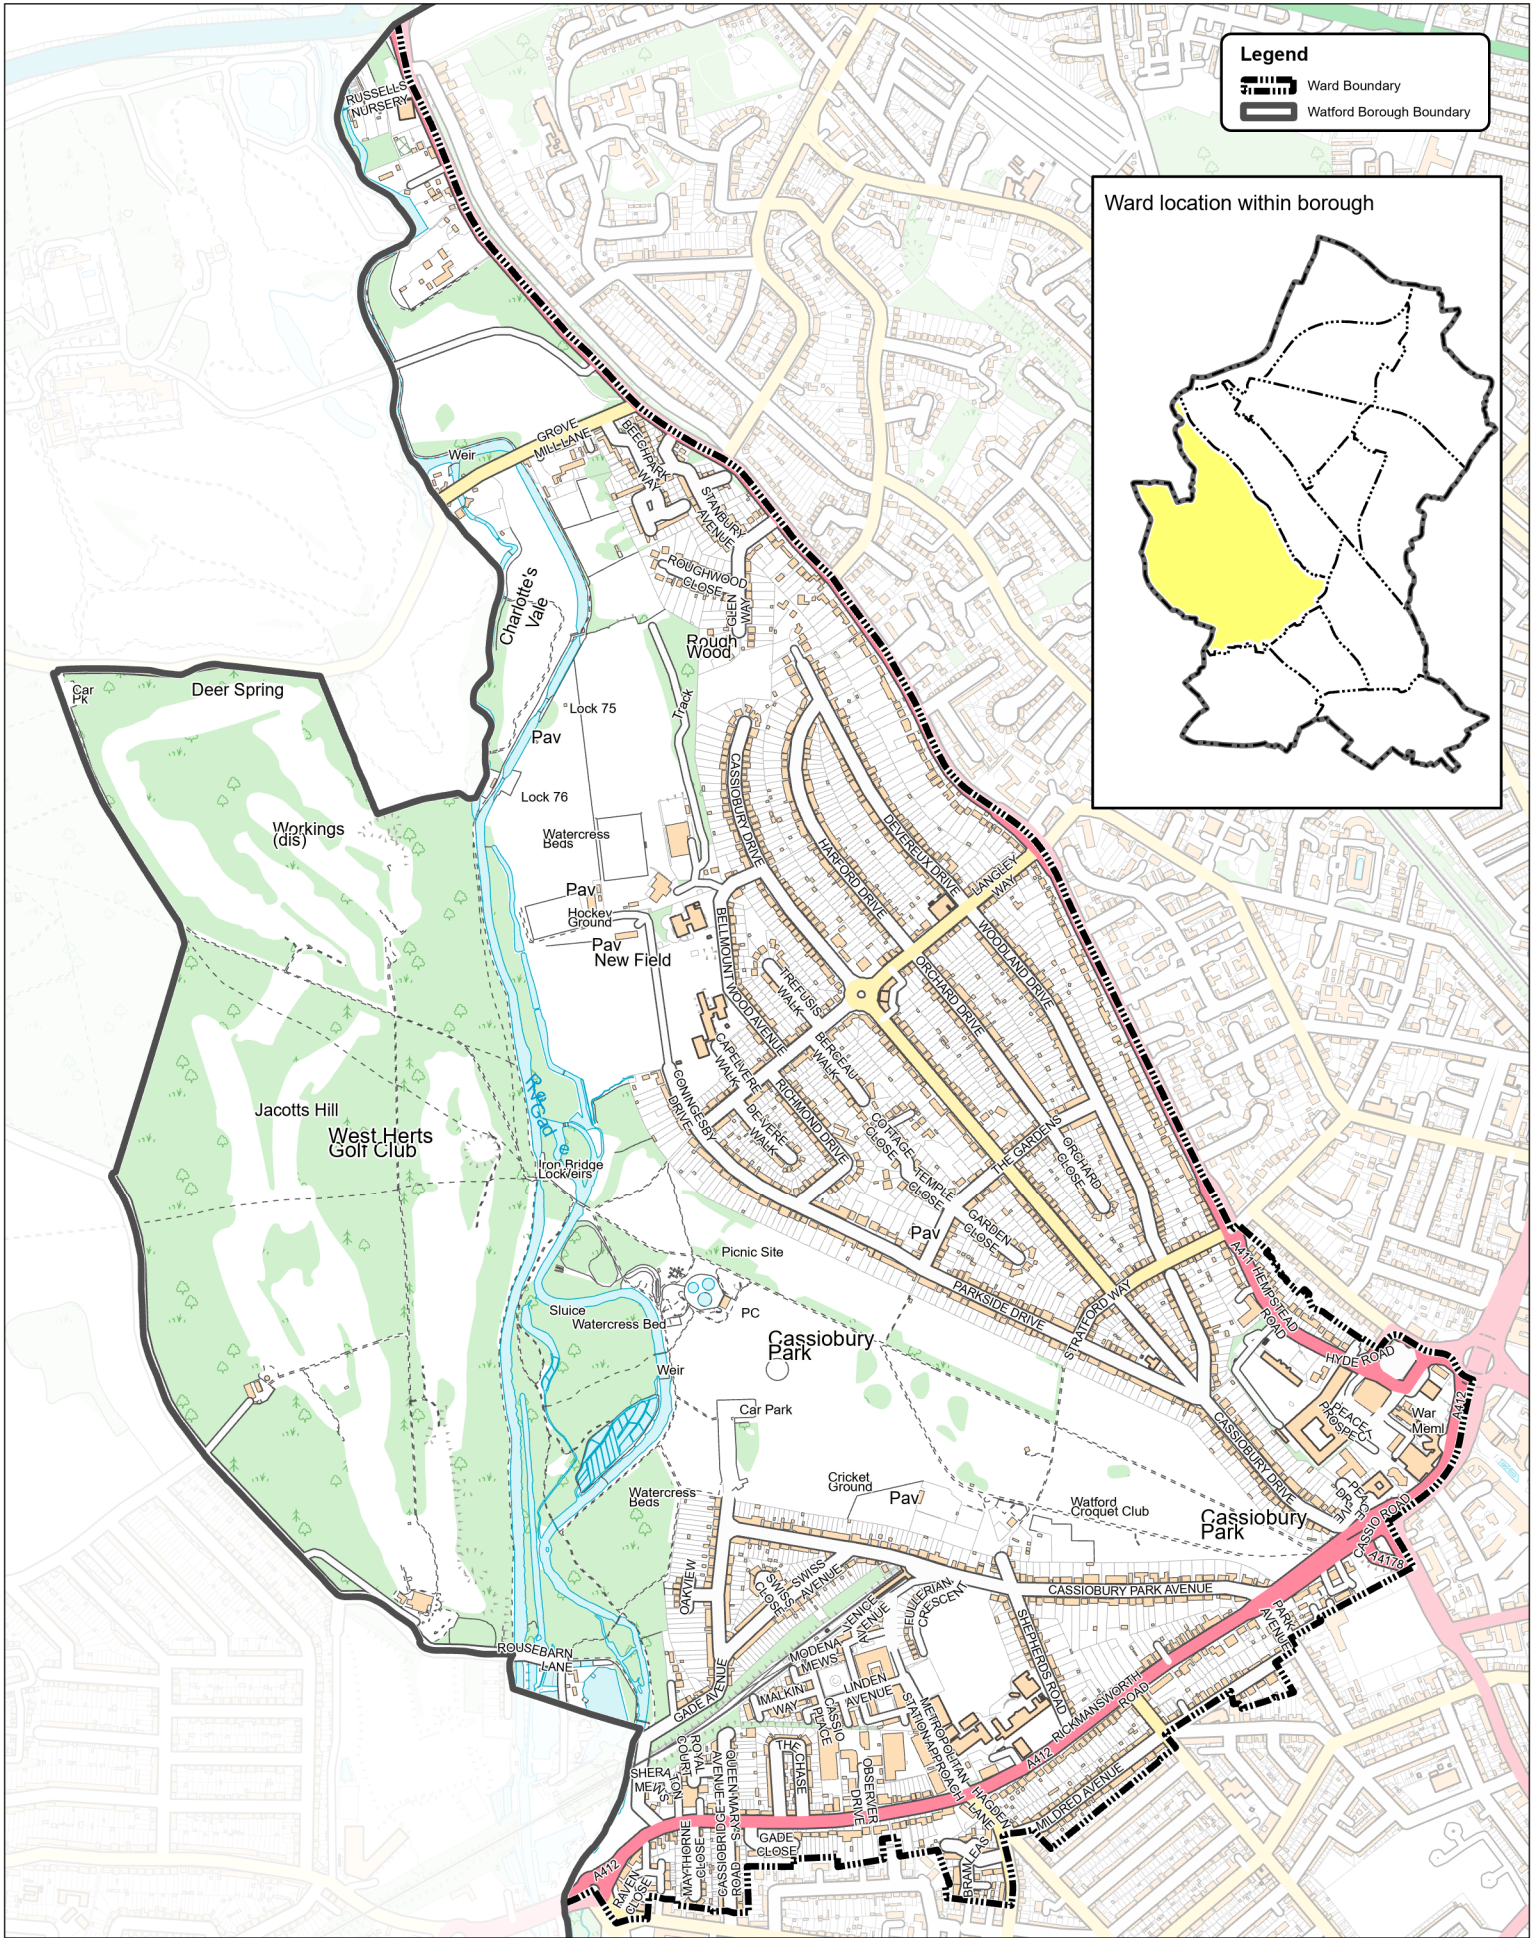 Legend
Ward Boundary
Watford Borough Boundary
Ward location within borough
RUSSELLS
NURSERY
GROVE
MILL LANE
Weir
BEECHPARK
WAY
STANBURY
AVENUE
ROUGHWOOD
CLOSE
GLEN
WAY
Charlotte's
Vale
Rough
Wood
Car
Pk
Deer Spring
Lock 75
Track
Pav
Lock 76
Workings
(dis)
Watercress
Beds
CASSIOBURY DRIVE
HARFORD DRIVE
DEVEREUX DRIVE
LANGLEY
WAY
Pav
Hockey
Ground
Pav
New Field
BELLMOUNT WOOD AVENUE
TREFUSIS
WALK
ORCHARD DRIVE
WOODLAND DRIVE
CAPELVERE
WALK
BERCEAU
WALK
CONINGESBY
DRIVE
DE VERE
WALK
RICHMOND DRIVE
COTTAGE
CLOSE
TEMPLE
CLOSE
THE GARDENS
ORCHARD
CLOSE
GARDEN
CLOSE
Pav
Jacotts Hill
West Herts
Golf Club
Iron Bridge
Lock
Weirs
Picnic Site
PARKSIDE DRIVE
STRATFORD WAY
A411 HEMPSTEAD
ROAD
HYDE ROAD
Sluice
Watercress Bed
PC
Cassiobury
Park
Weir
Car Park
PEACE
PROSPECT
War
Meml
A412
CASSIOBURY DRIVE
PEACE
DRIVE
CASSIO ROAD
A4178
Cricket
Ground
Pav
Watercress
Beds
Watford
Croquet Club
Cassiobury
Park
OAKVIEW
SWISS
CLOSE
SWISS
AVENUE
CASSIOBURY PARK AVENUE
FULLERIAN
CRESCENT
VENICE
AVENUE
MODENA
MEWS
SHEPHERDS ROAD
PARK
AVENUE
ROUSEBARN
LANE
GADE AVENUE
MALKIN
WAY
CASSIO
PLACE
LINDEN
AVENUE
METROPOLITAN
STATION APPROACH
A412 RICKMANSWORTH
ROAD
SHERATON
MEWS
ROYAL
COURT
QUEEN MARY'S
AVENUE
THE
CHASE
OBSERVER
DRIVE
HAGDEN
LANE
MILDRED AVENUE
GADE
CLOSE
MAYTHORNE
CLOSE
CASSIOBRIDGE
ROAD
BRAMLEAS
A412
RAVEN
CLOSE